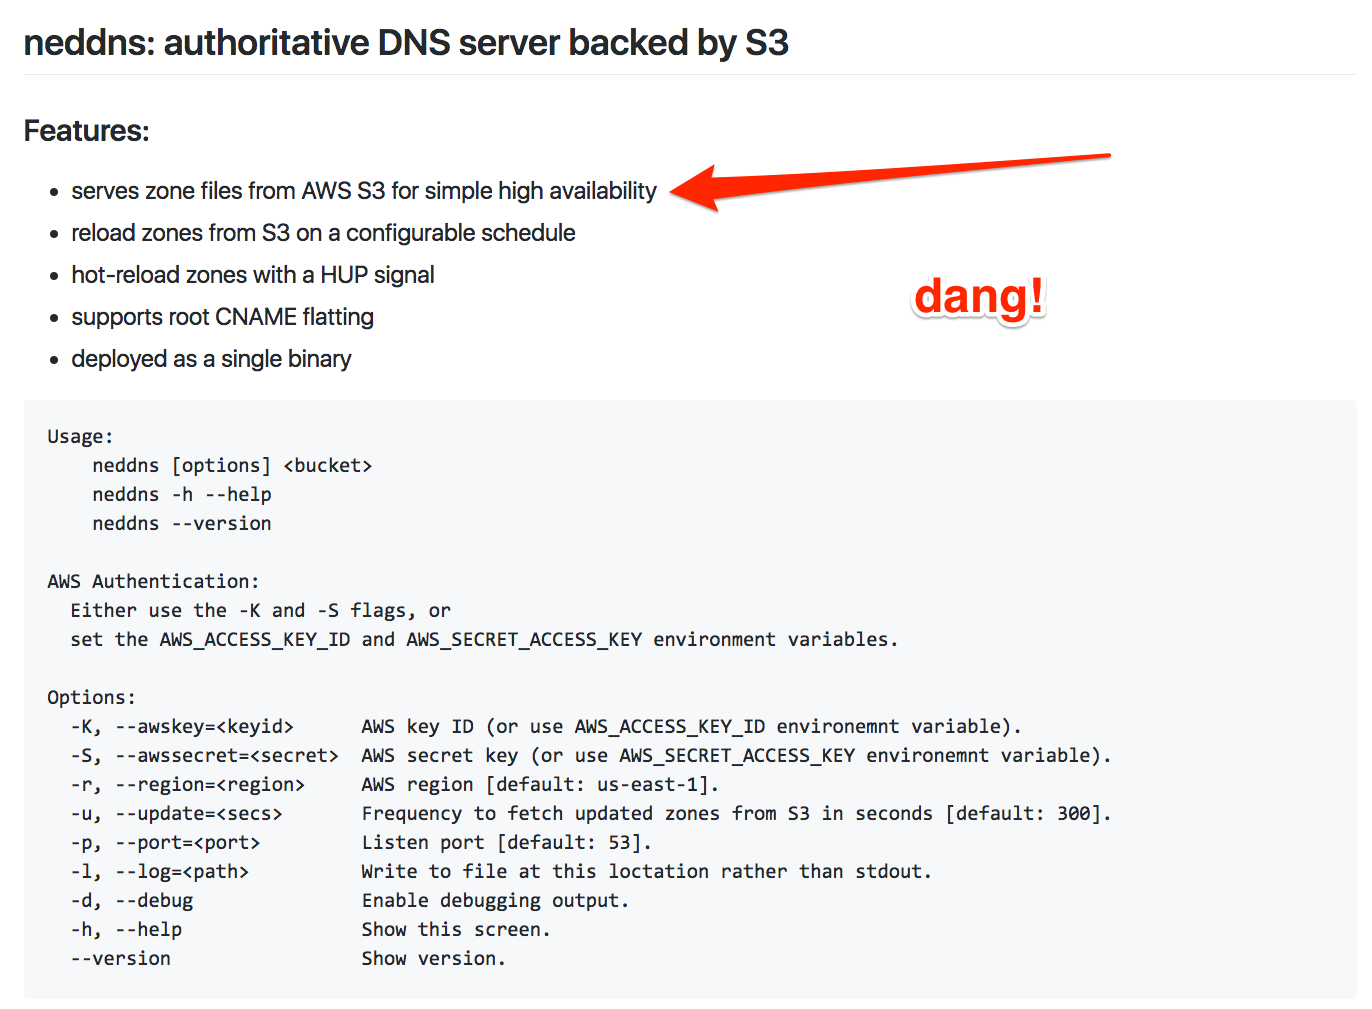 neddns: authoritative DNS server backed by S3
Features:
• serves zone files from AWS S3 for simple high availability
• reload zones from S3 on a configurable schedule
• hot-reload zones with a HUP signal
dang!
• supports root CNAME flatting
• deployed as a single binary
Usage:
    neddns [options] <bucket>
    neddns -h --help
    neddns --version
AWS Authentication:
  Either use the -K and -S flags, or
  set the AWS_ACCESS_KEY_ID and AWS_SECRET_ACCESS_KEY environment variables.
Options:
  -K, --awskey=<keyid>      AWS key ID (or use AWS_ACCESS_KEY_ID environemnt variable).
  -S, --awssecret=<secret>  AWS secret key (or use AWS_SECRET_ACCESS_KEY environemnt variable).
  -r, --region=<region>     AWS region [default: us-east-1].
  -u, --update=<secs>       Frequency to fetch updated zones from S3 in seconds [default: 300].
  -p, --port=<port>         Listen port [default: 53].
  -l, --log=<path>          Write to file at this loctation rather than stdout.
  -d, --debug               Enable debugging output.
  -h, --help                Show this screen.
  --version                 Show version.